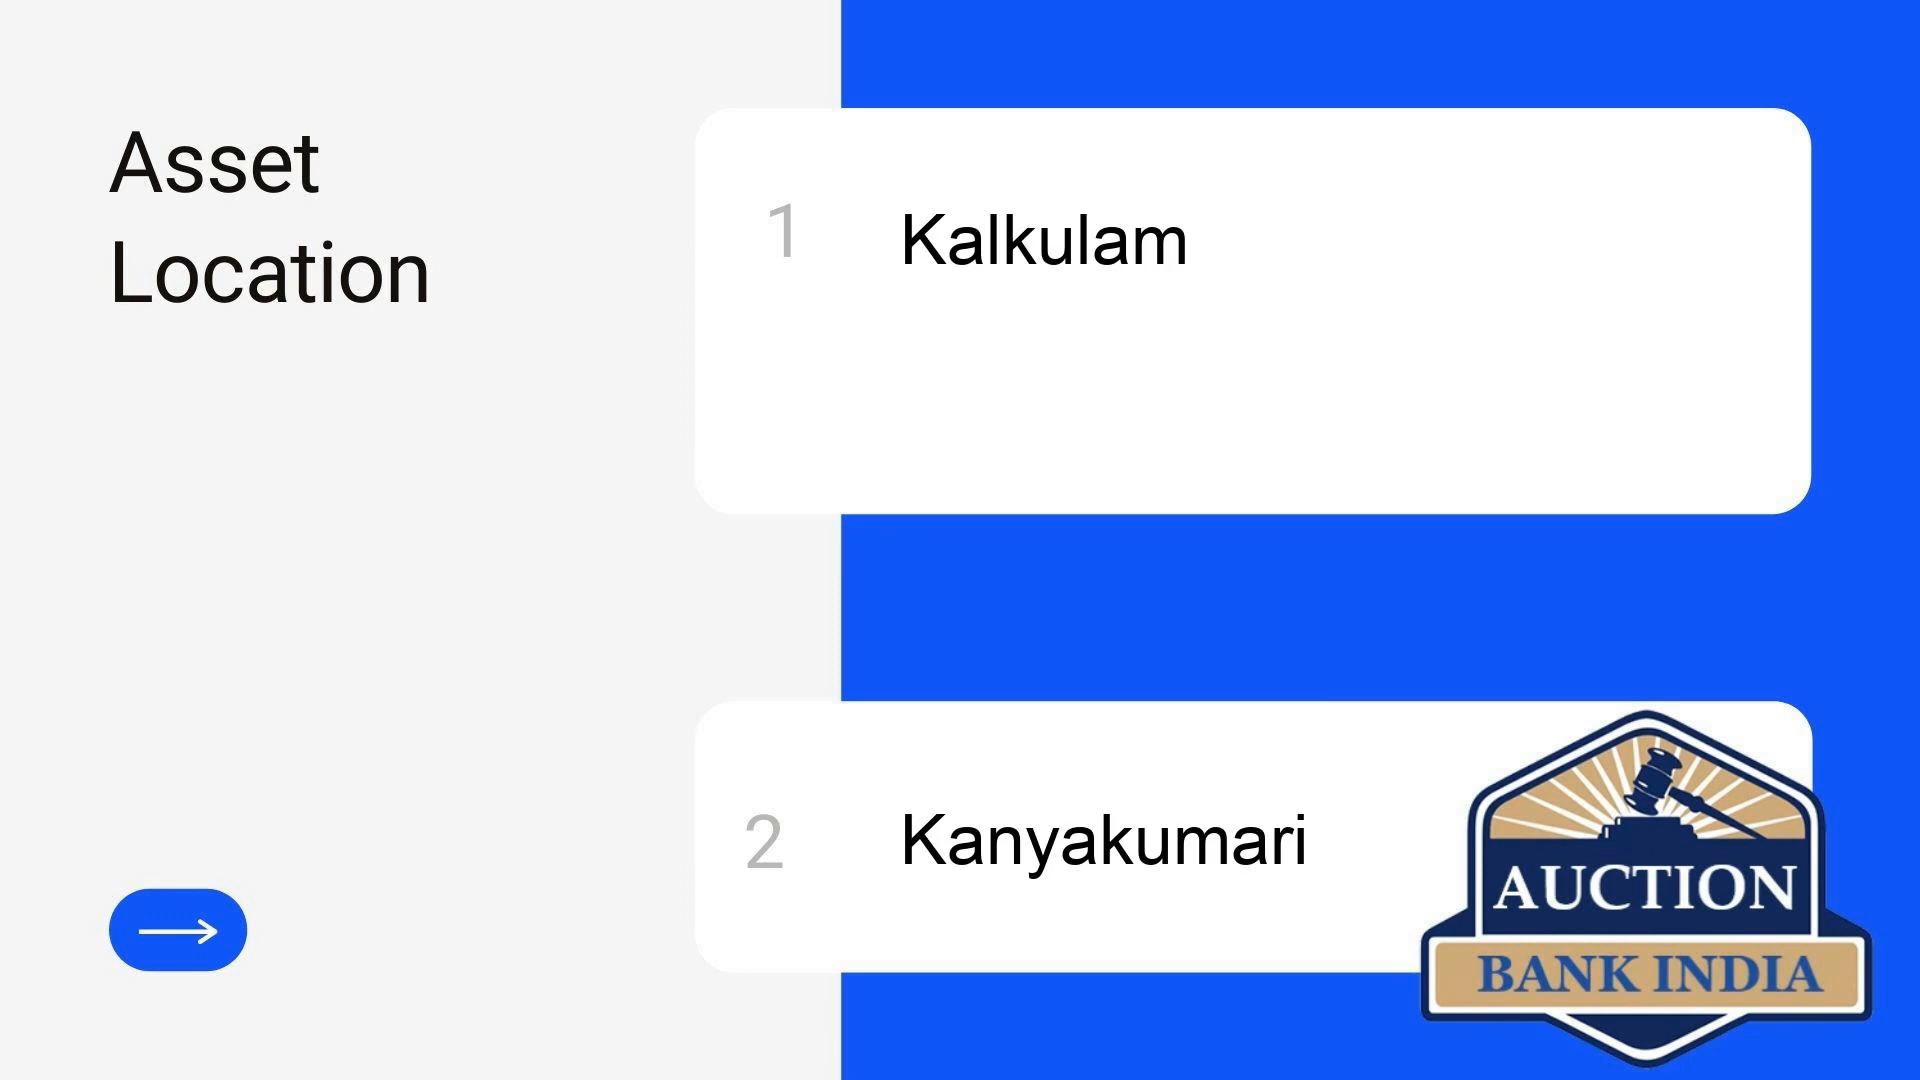 Asset
Location
1
Kalkulam
2
Kanyakumari
AUCTION
BANK INDIA